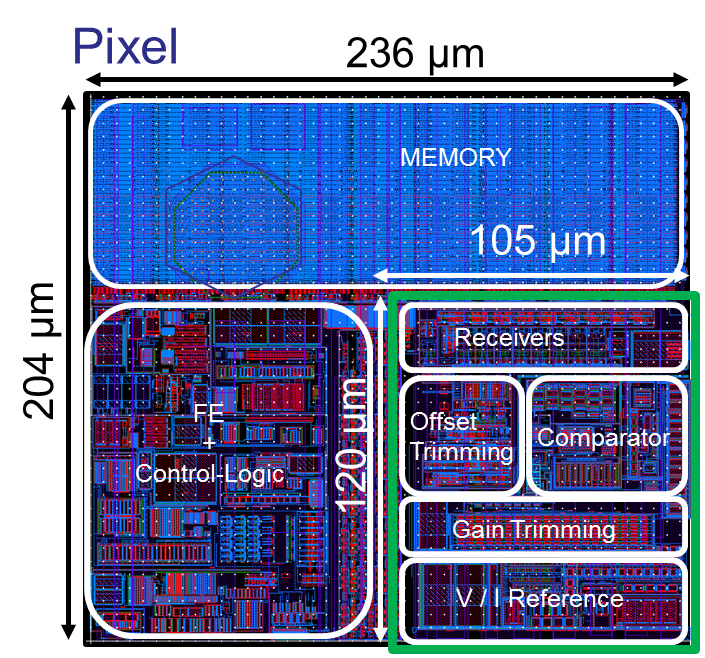 Pixel
236 µm
MEMORY
105 µm
204 µm
120 µm
Receivers
FE
+
Control-Logic
Offset
Trimming
Comparator
Gain Trimming
V / I Reference